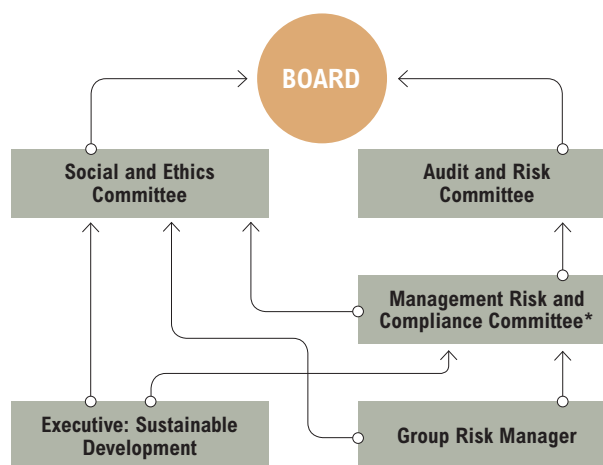 BOARD
Social and Ethics
Committee
Audit and Risk
Committee
Management Risk and
Compliance Committee*
Executive: Sustainable
Development
Group Risk Manager